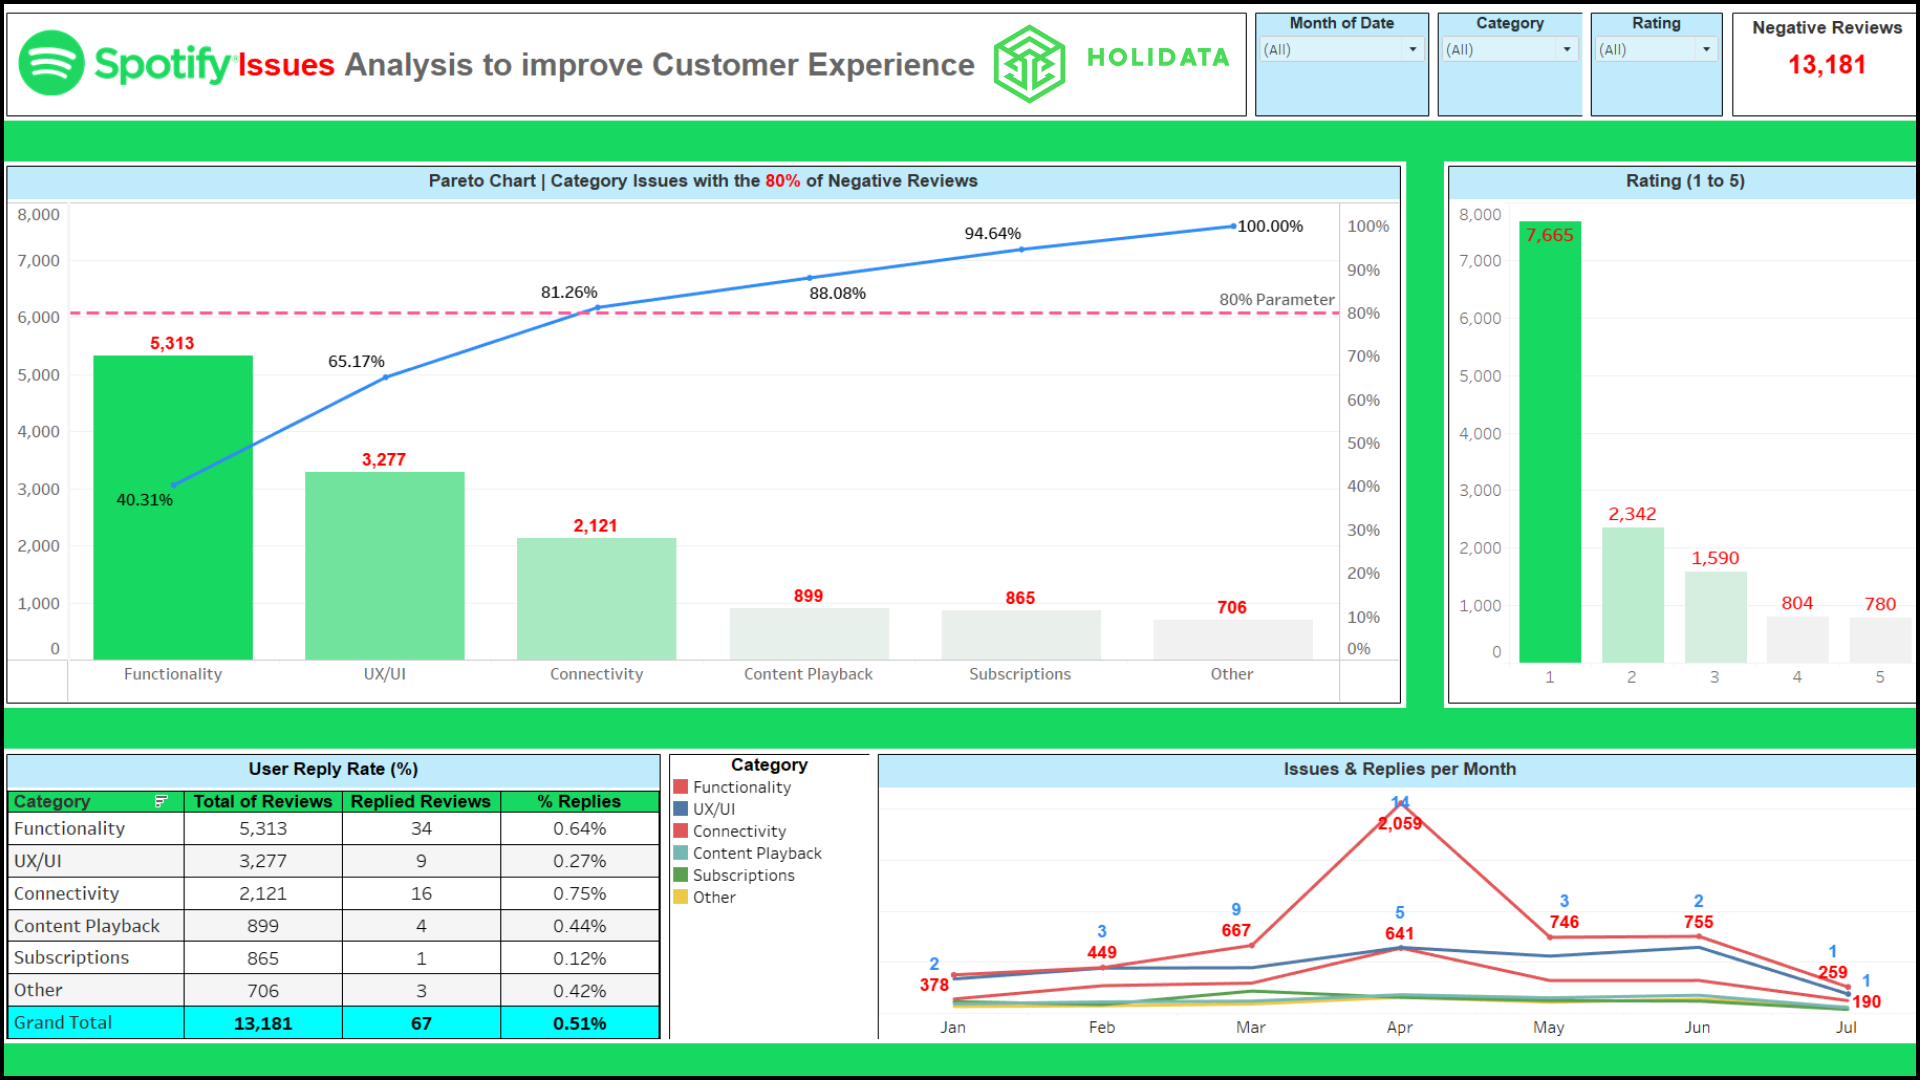 Spotify Issues Analysis to improve Customer Experience
HOLIDATA
Month of Date
(All)
Category
(All)
Rating
(All)
Negative Reviews
13,181
Pareto Chart | Category Issues with the 80% of Negative Reviews
8,000
7,000
6,000
5,000
4,000
3,000
2,000
1,000
0
5,313
3,277
2,121
899
865
706
40.31%
65.17%
81.26%
88.08%
94.64%
100.00%
80% Parameter
100%
90%
80%
70%
60%
50%
40%
30%
20%
10%
0%
Functionality UX/UI Connectivity Content Playback Subscriptions Other
Rating (1 to 5)
8,000
7,000
6,000
5,000
4,000
3,000
2,000
1,000
0
7,665
2,342
1,590
804
780
1 2 3 4 5
User Reply Rate (%)
Category Total of Reviews Replied Reviews % Replies
Functionality 5,313 34 0.64%
UX/UI 3,277 9 0.27%
Connectivity 2,121 16 0.75%
Content Playback 899 4 0.44%
Subscriptions 865 1 0.12%
Other 706 3 0.42%
Grand Total 13,181 67 0.51%
Category
Functionality
UX/UI
Connectivity
Content Playback
Subscriptions
Other
Issues & Replies per Month
2
378
3
449
9
667
14
2,059
5
641
3
746
2
755
1
259
1
190
Jan Feb Mar Apr May Jun Jul